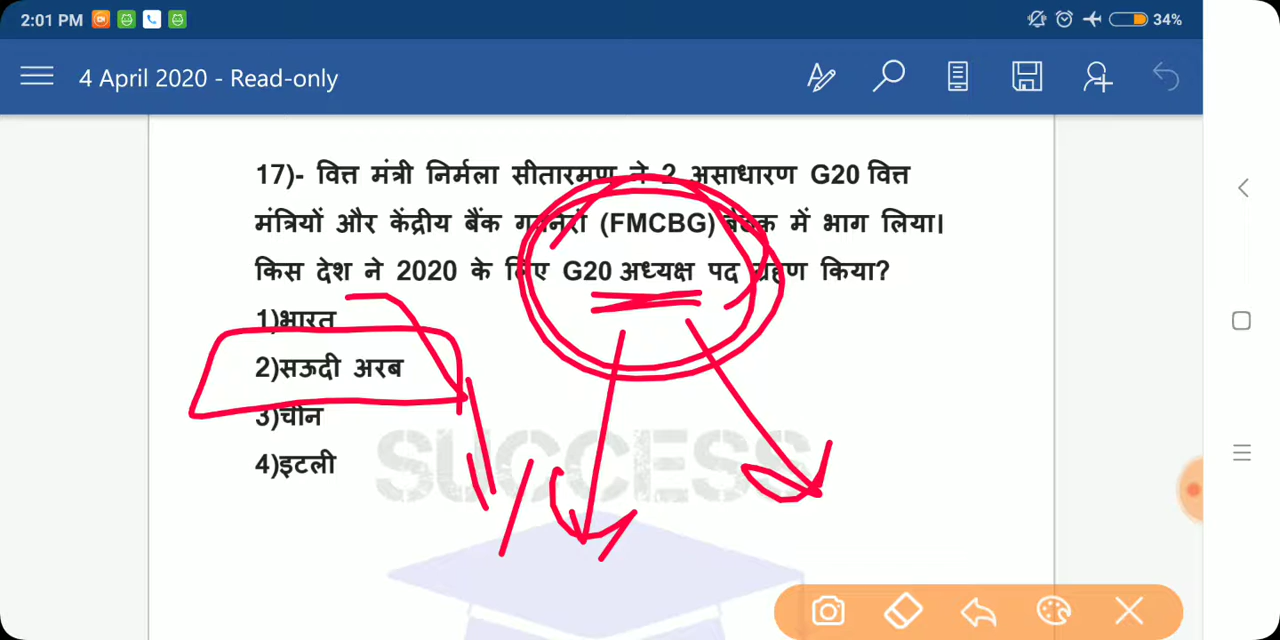 2:01 PM 34%
4 April 2020 - Read-only
17)- वित्त मंत्री निर्मला सीतारमण ने 2 असाधारण G20 वित्त
मंत्रियों और केंद्रीय बैंक गवर्नरों (FMCBG) बैठक में भाग लिया।
किस देश ने 2020 के लिए G20 अध्यक्ष पद ग्रहण किया?
1)भारत
2)सऊदी अरब
3)चीन
4)इटली
SUCCESS